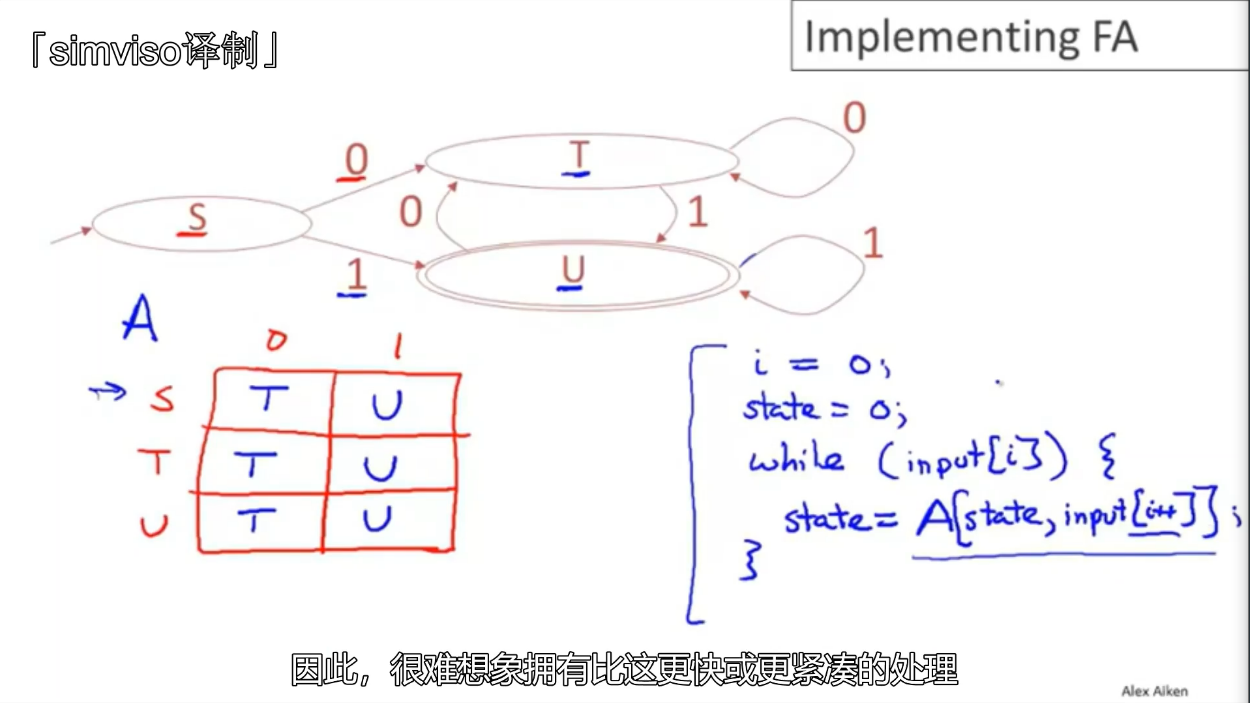 「simviso译制」
Implementing FA
0
0
T
S
0
1
1
1
U
A
0 1
S T U
T T U
U T U
i = 0;
state = 0;
while (input[i]) {
state = A[state, input[i++]];
}
因此，很难想象拥有比这更快或更紧凑的处理
Alex Aiken